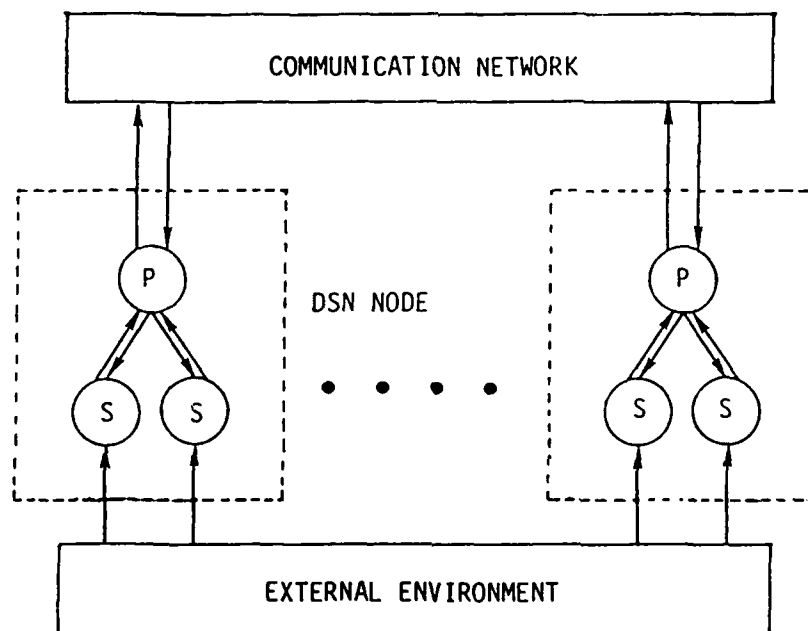 COMMUNICATION NETWORK
P
P
DSN NODE
S
S
S
S
EXTERNAL ENVIRONMENT